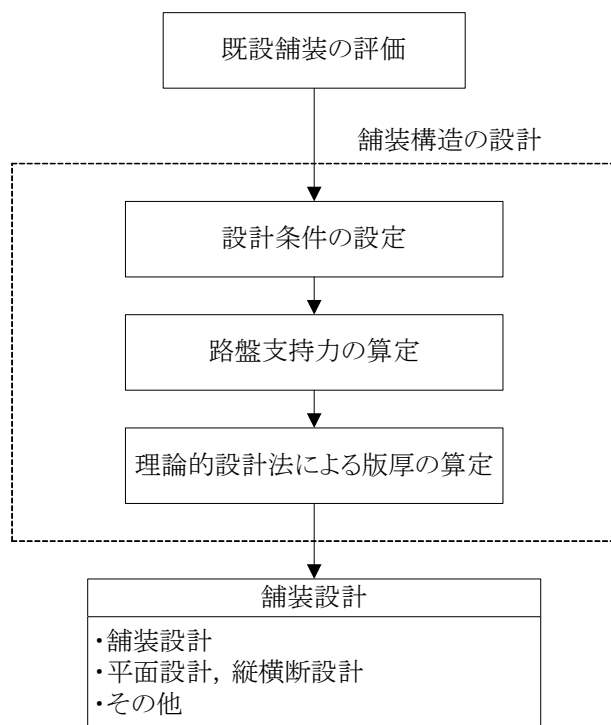 既設舗装の評価
舗装構造の設計
設計条件の設定
路盤支持力の算定
理論的設計法による版厚の算定
舗装設計
・舗装設計
・平面設計，縦横断設計
・その他